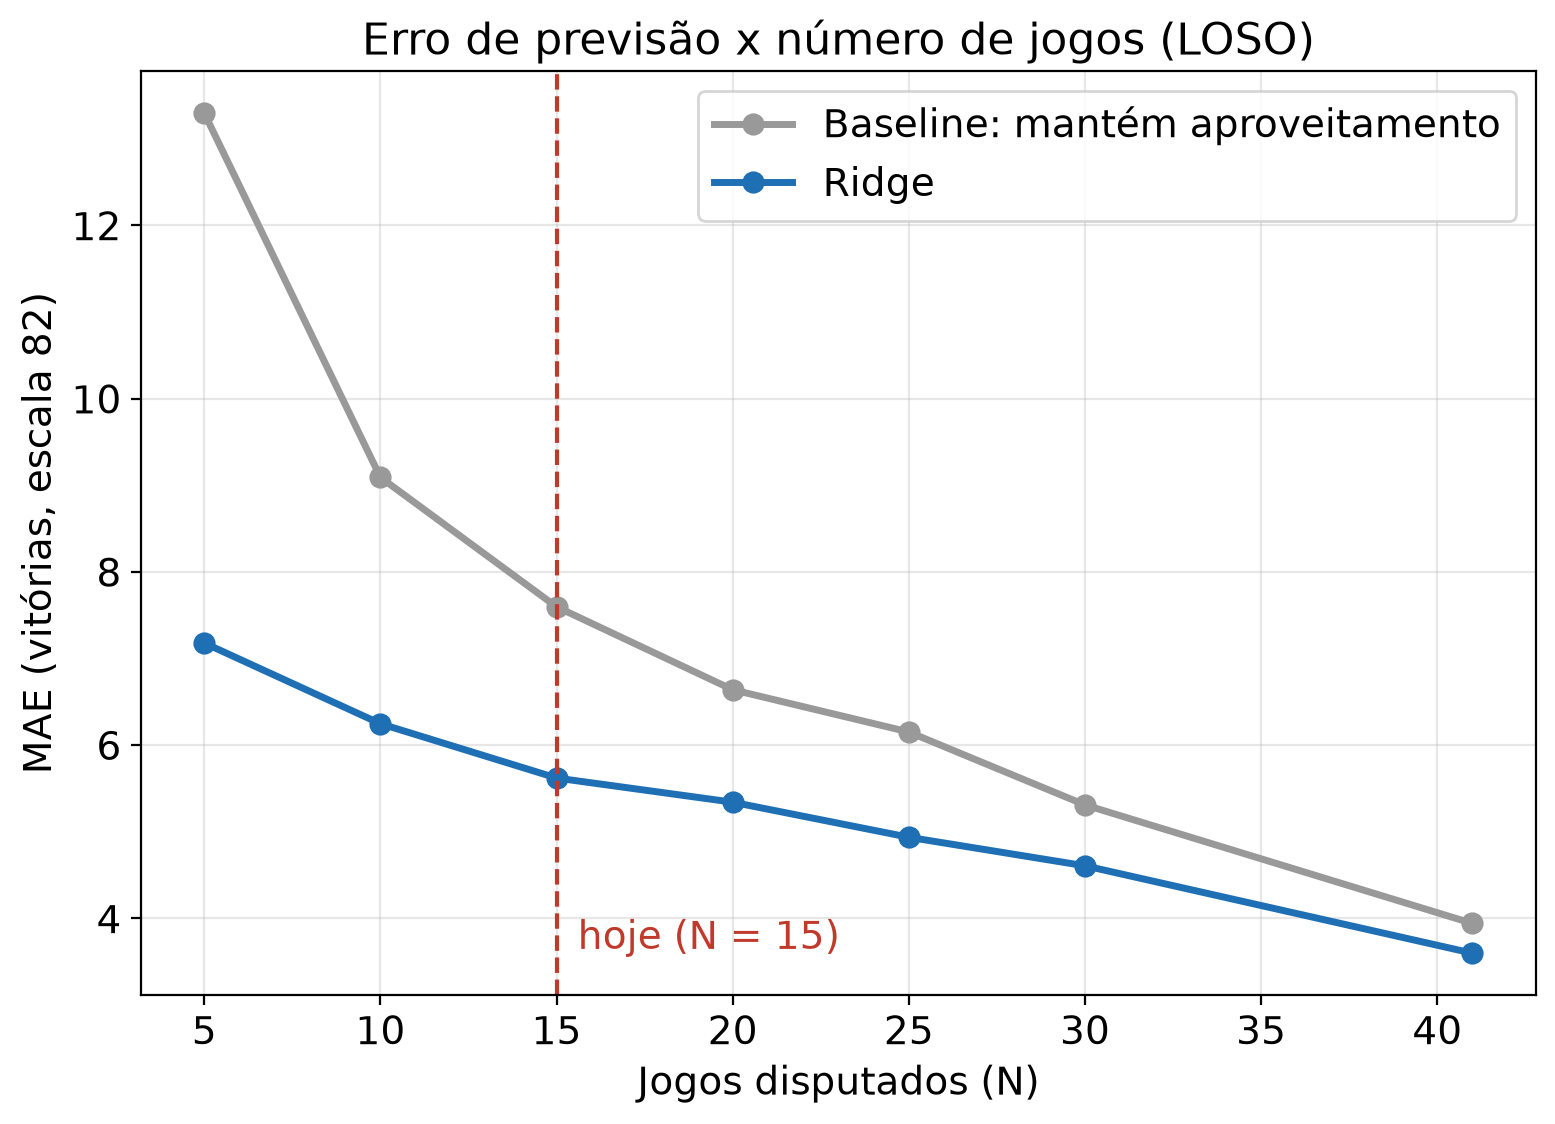 Erro de previsão x número de jogos (LOSO)
Baseline: mantém aproveitamento
Ridge
MAE (vitórias, escala 82)
12
10
8
6
4
hoje (N = 15)
5 10 15 20 25 30 35 40
Jogos disputados (N)